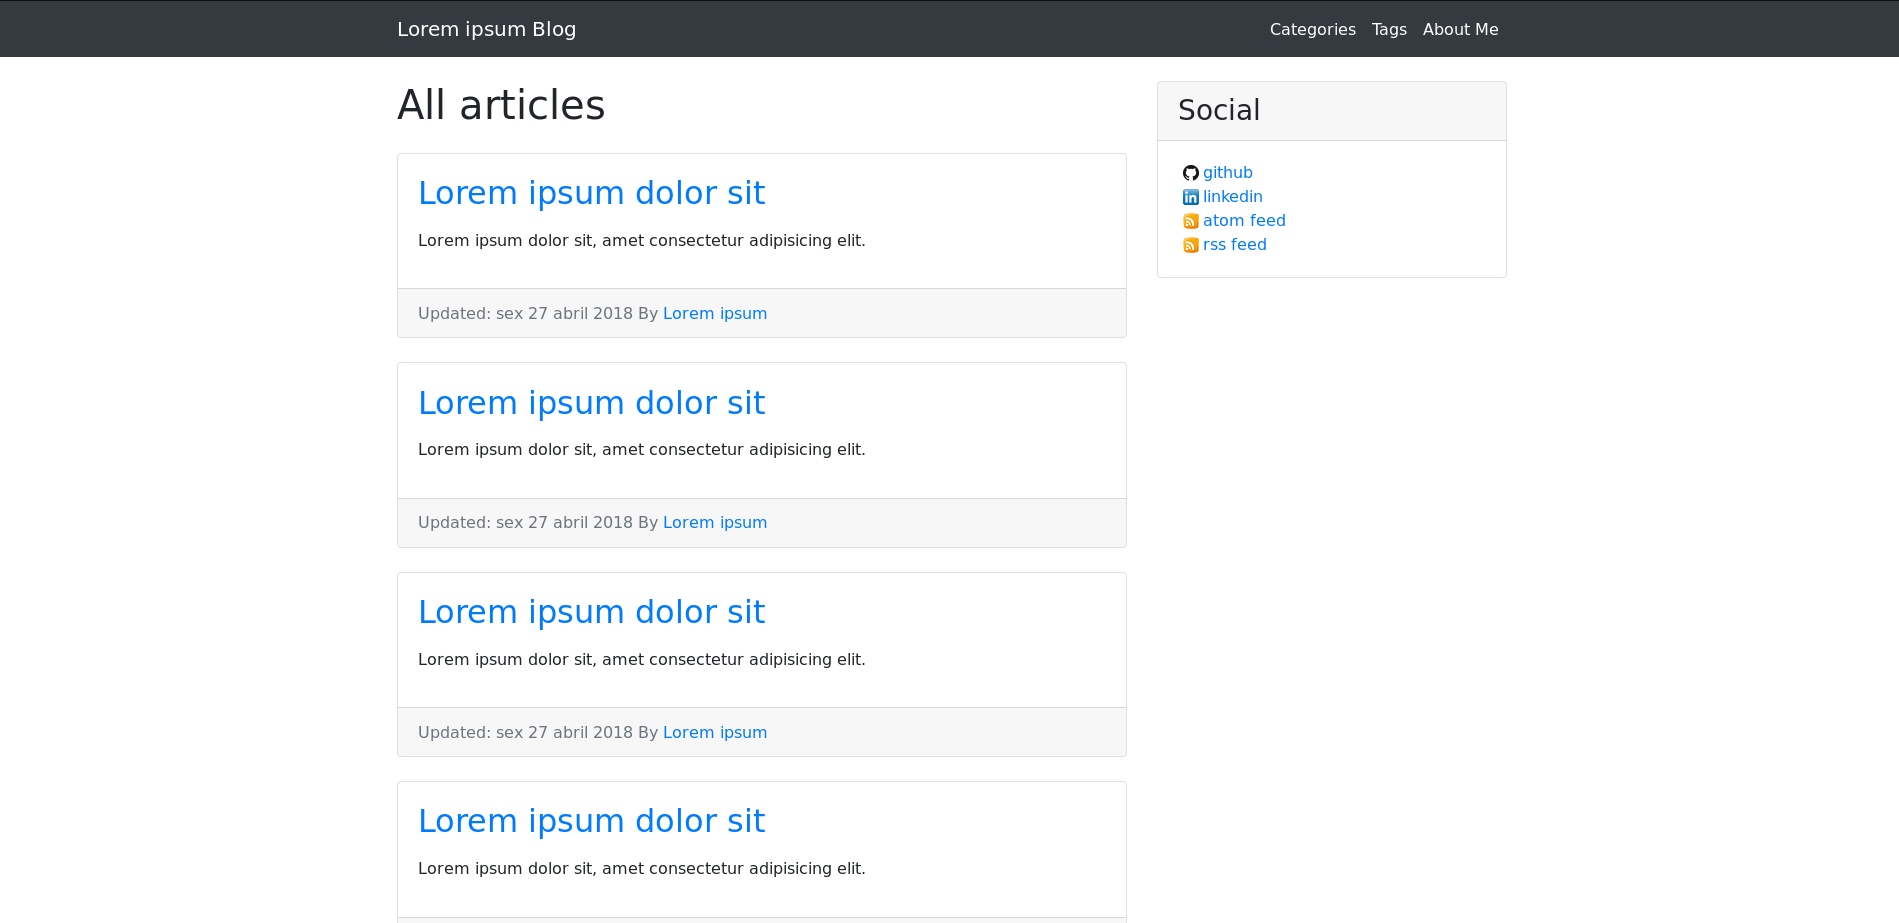 Lorem ipsum Blog
Categories Tags About Me
All articles
Lorem ipsum dolor sit
Lorem ipsum dolor sit, amet consectetur adipisicing elit.
Updated: sex 27 abril 2018 By Lorem ipsum
Lorem ipsum dolor sit
Lorem ipsum dolor sit, amet consectetur adipisicing elit.
Updated: sex 27 abril 2018 By Lorem ipsum
Lorem ipsum dolor sit
Lorem ipsum dolor sit, amet consectetur adipisicing elit.
Updated: sex 27 abril 2018 By Lorem ipsum
Lorem ipsum dolor sit
Lorem ipsum dolor sit, amet consectetur adipisicing elit.
Social
github
linkedin
atom feed
rss feed